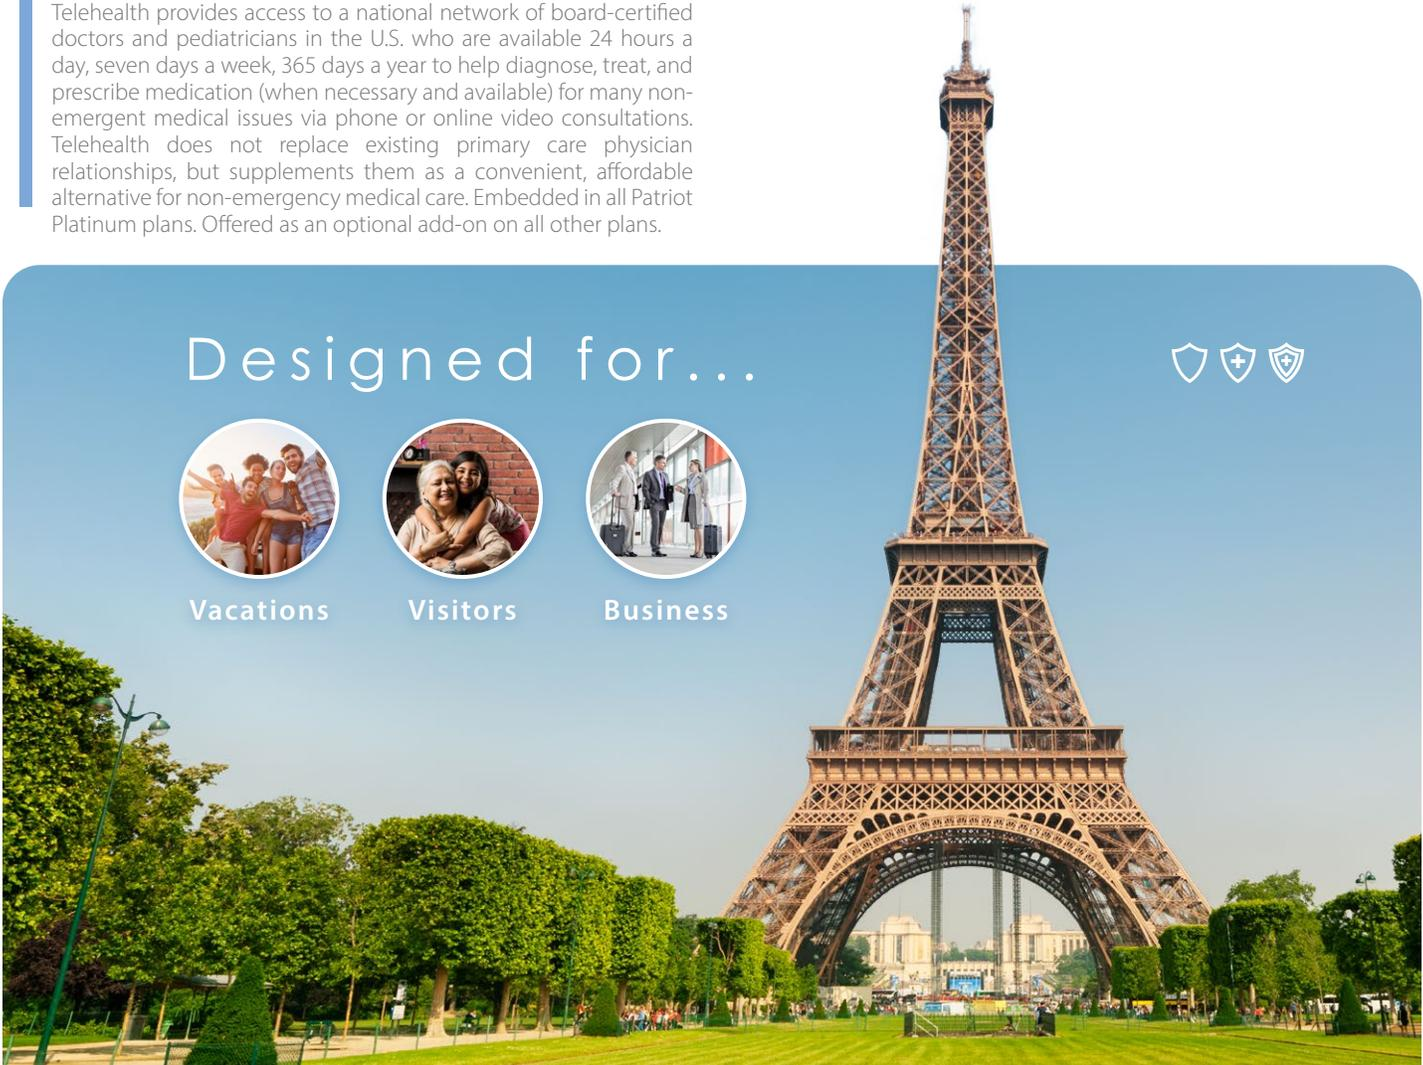 Telehealth provides access to a national network of board-certified
doctors and pediatricians in the U.S. who are available 24 hours a
day, seven days a week, 365 days a year to help diagnose, treat, and
prescribe medication (when necessary and available) for many non-
emergent medical issues via phone or online video consultations.
Telehealth does not replace existing primary care physician
relationships, but supplements them as a convenient, affordable
alternative for non-emergency medical care. Embedded in all Patriot
Platinum plans. Offered as an optional add-on on all other plans.
Designed for...
Vacations
Visitors
Business